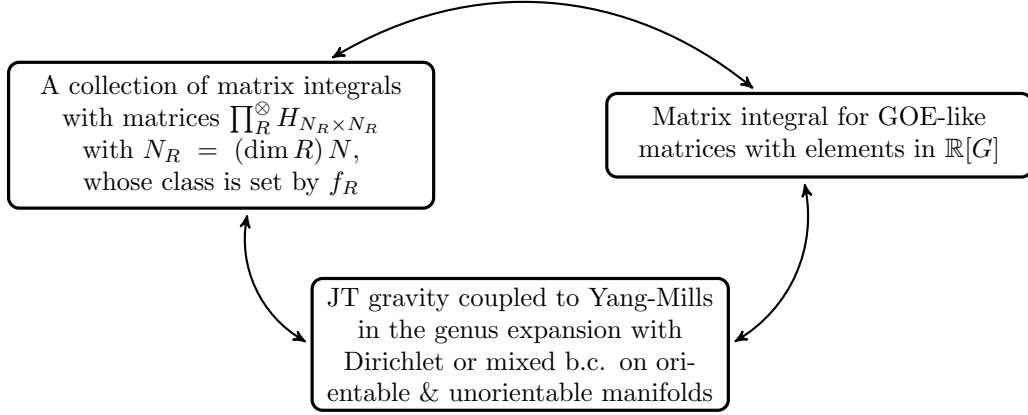 A collection of matrix integrals
with matrices ∏_R^⊗ H_{N_R×N_R}
with N_R = (dim R) N,
whose class is set by f_R
Matrix integral for GOE-like
matrices with elements in ℝ[G]
JT gravity coupled to Yang-Mills
in the genus expansion with
Dirichlet or mixed b.c. on ori-
entable & unorientable manifolds